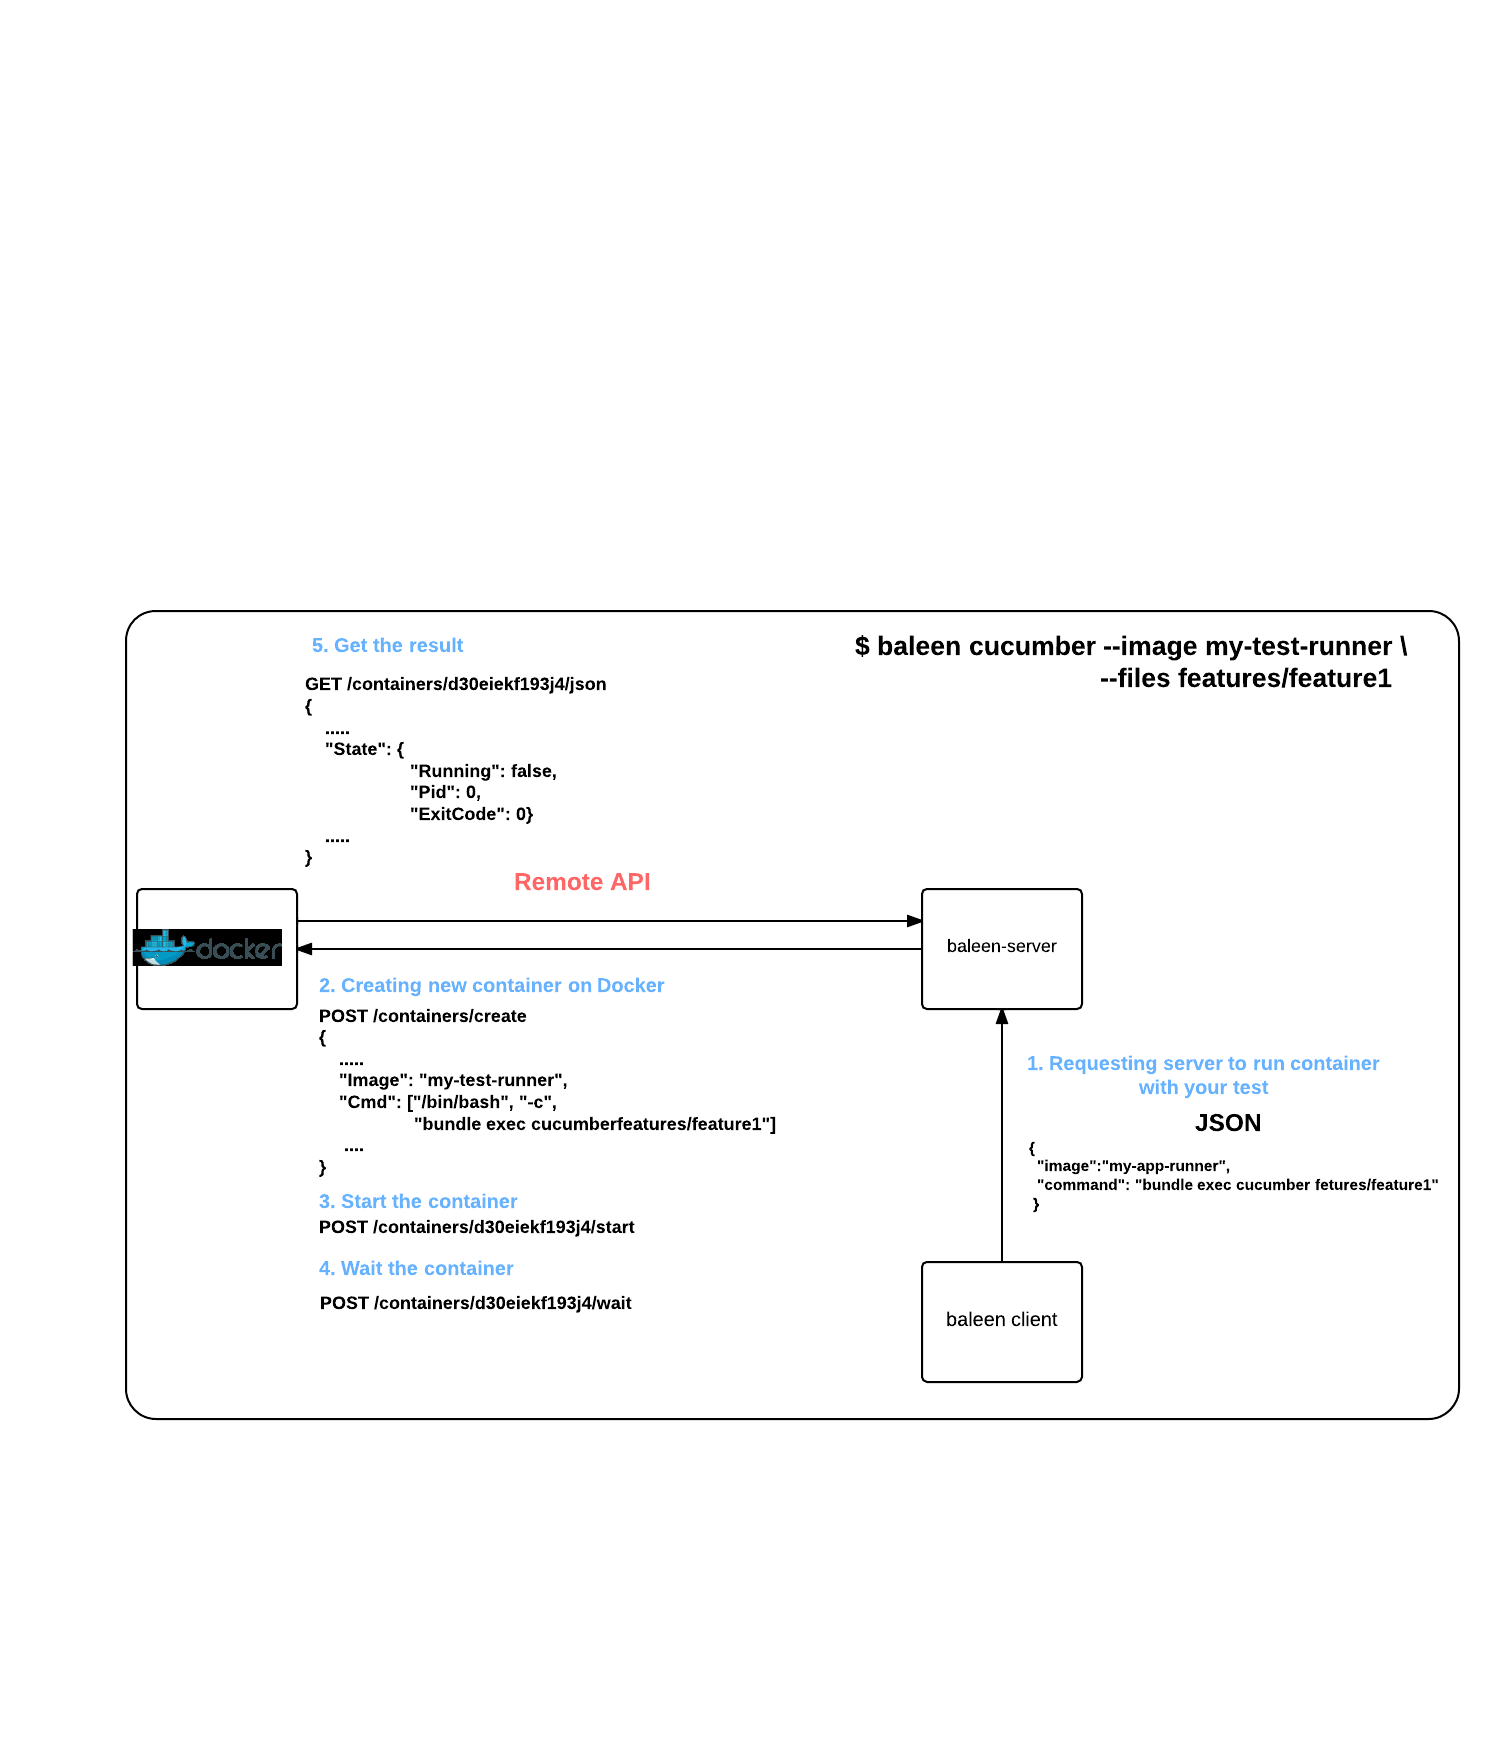 5. Get the result
$ baleen cucumber --image my-test-runner \
--files features/feature1
GET /containers/d30eiekf193j4/json
{
.....
"State": {
"Running": false,
"Pid": 0,
"ExitCode": 0}
.....
}
Remote API
docker
baleen-server
2. Creating new container on Docker
POST /containers/create
{
.....
"Image": "my-test-runner",
"Cmd": ["/bin/bash", "-c",
"bundle exec cucumberfeatures/feature1"]
....
}
3. Start the container
POST /containers/d30eiekf193j4/start
4. Wait the container
POST /containers/d30eiekf193j4/wait
1. Requesting server to run container
with your test
JSON
{
"image":"my-app-runner",
"command": "bundle exec cucumber fetures/feature1"
}
baleen client